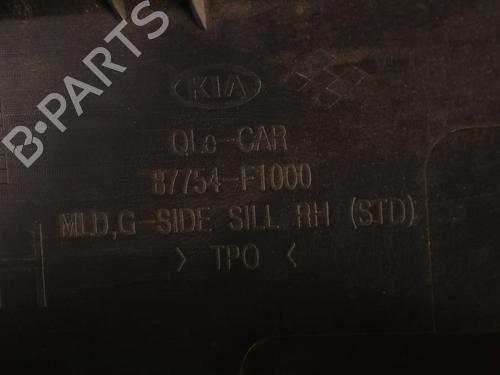 B-PARTS
KIA
QLe-CAR
87754-F1000
MLD,G-SIDE SILL RH (STD)
> TPO <